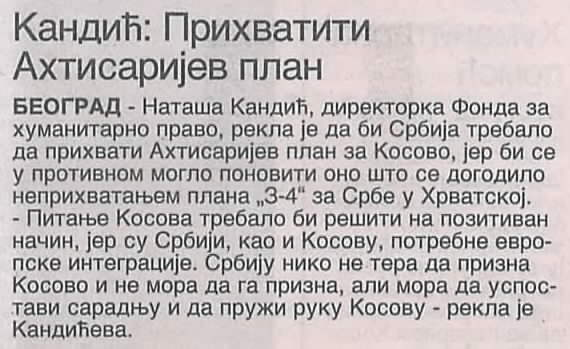 Кандић: Прихватити
Ахтисаријев план
БЕОГРАД - Наташа Кандић, директорка Фонда за
хуманитарно право, рекла је да би Србија требало
да прихвати Ахтисаријев план за Косово, јер би се
у противном могло поновити оно што се догодило
неприхватањем плана „З-4“ за Србе у Хрватској.
- Питање Косова требало би решити на позитиван
начин, јер су Србији, као и Косову, потребне евро-
пске интеграције. Србију нико не тера да призна
Косово и не мора да га призна, али мора да успос-
тави сарадњу и да пружи руку Косову - рекла је
Кандићева.